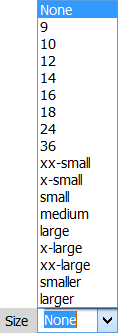 None
9
10
12
14
16
18
24
36
xx-small
x-small
small
medium
large
x-large
xx-large
smaller
larger
Size None